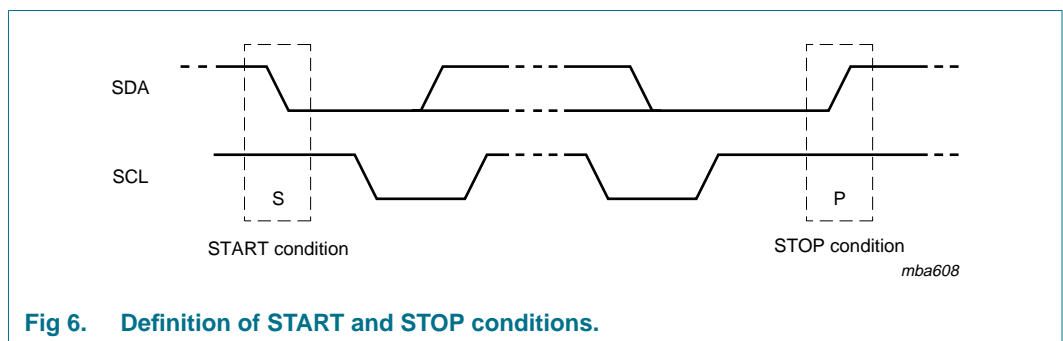 SDA
SCL
S
P
START condition
STOP condition
mba608
Fig 6. Definition of START and STOP conditions.